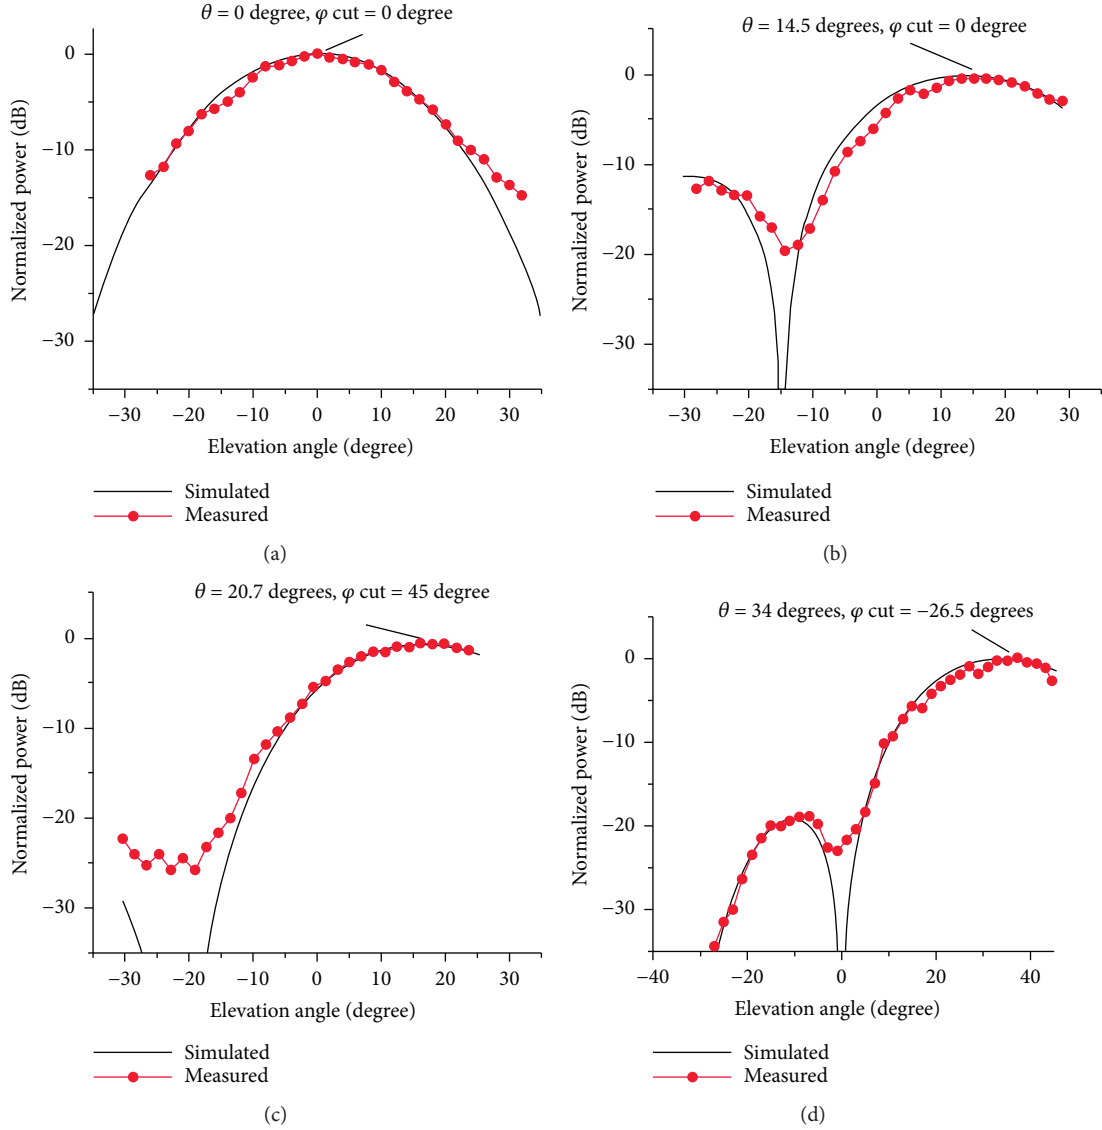 θ = 0 degree, φ cut = 0 degree
0
−10
−20
−30
Normalized power (dB)
−30 −20 −10 0 10 20 30
Elevation angle (degree)
Simulated
Measured
(a)
θ = 14.5 degrees, φ cut = 0 degree
0
−10
−20
−30
Normalized power (dB)
−30 −20 −10 0 10 20 30
Elevation angle (degree)
Simulated
Measured
(b)
θ = 20.7 degrees, φ cut = 45 degree
0
−10
−20
−30
Normalized power (dB)
−30 −20 −10 0 10 20 30
Elevation angle (degree)
Simulated
Measured
(c)
θ = 34 degrees, φ cut = −26.5 degrees
0
−10
−20
−30
Normalized power (dB)
−40 −20 0 20 40
Elevation angle (degree)
Simulated
Measured
(d)